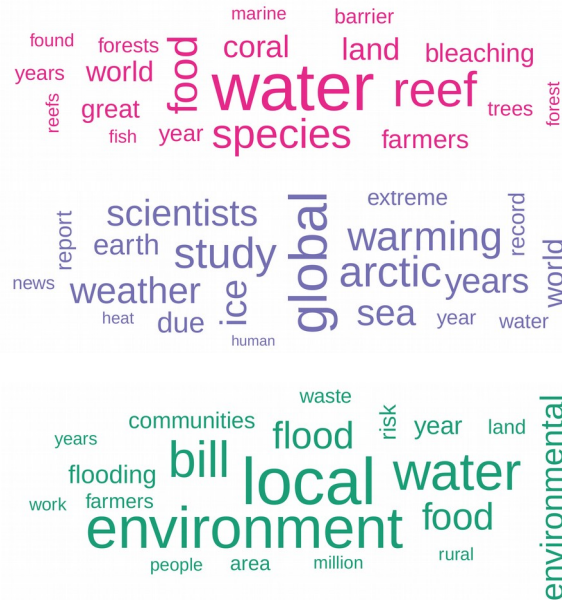 marine
barrier
found
forests
food
coral
land
bleaching
years
world
water
reef
reefs
great
trees
forest
fish
year
species
farmers
extreme
scientists
global
record
report
earth
study
warming
world
arctic
years
news
weather
ice
sea
heat
due
year
water
human
waste
communities
risk
year
land
environmental
years
flood
bill
local
water
flooding
work
farmers
food
environment
people
area
million
rural